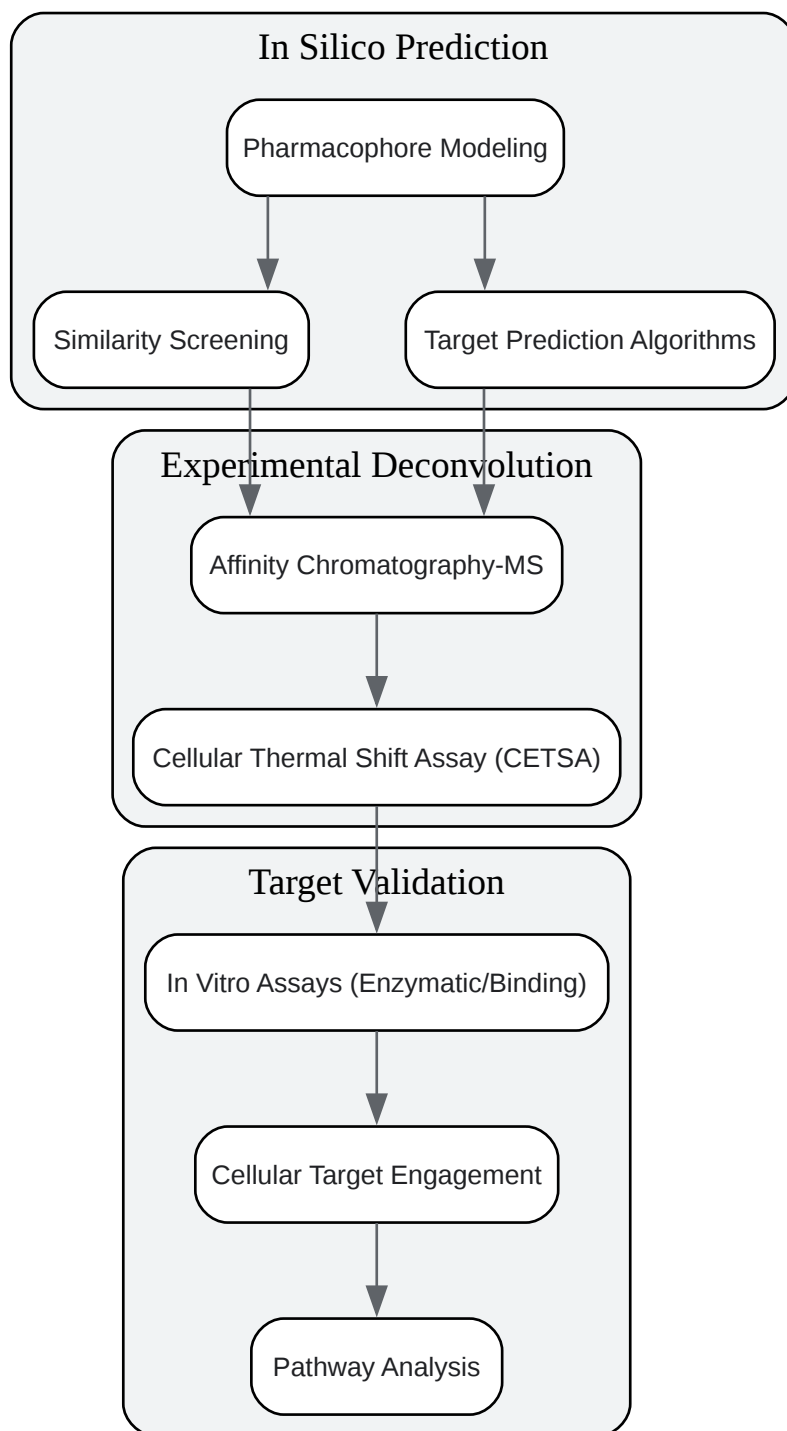 In Silico Prediction
Pharmacophore Modeling
Similarity Screening
Target Prediction Algorithms
Experimental Deconvolution
Affinity Chromatography-MS
Cellular Thermal Shift Assay (CETSA)
Target Validation
In Vitro Assays (Enzymatic/Binding)
Cellular Target Engagement
Pathway Analysis